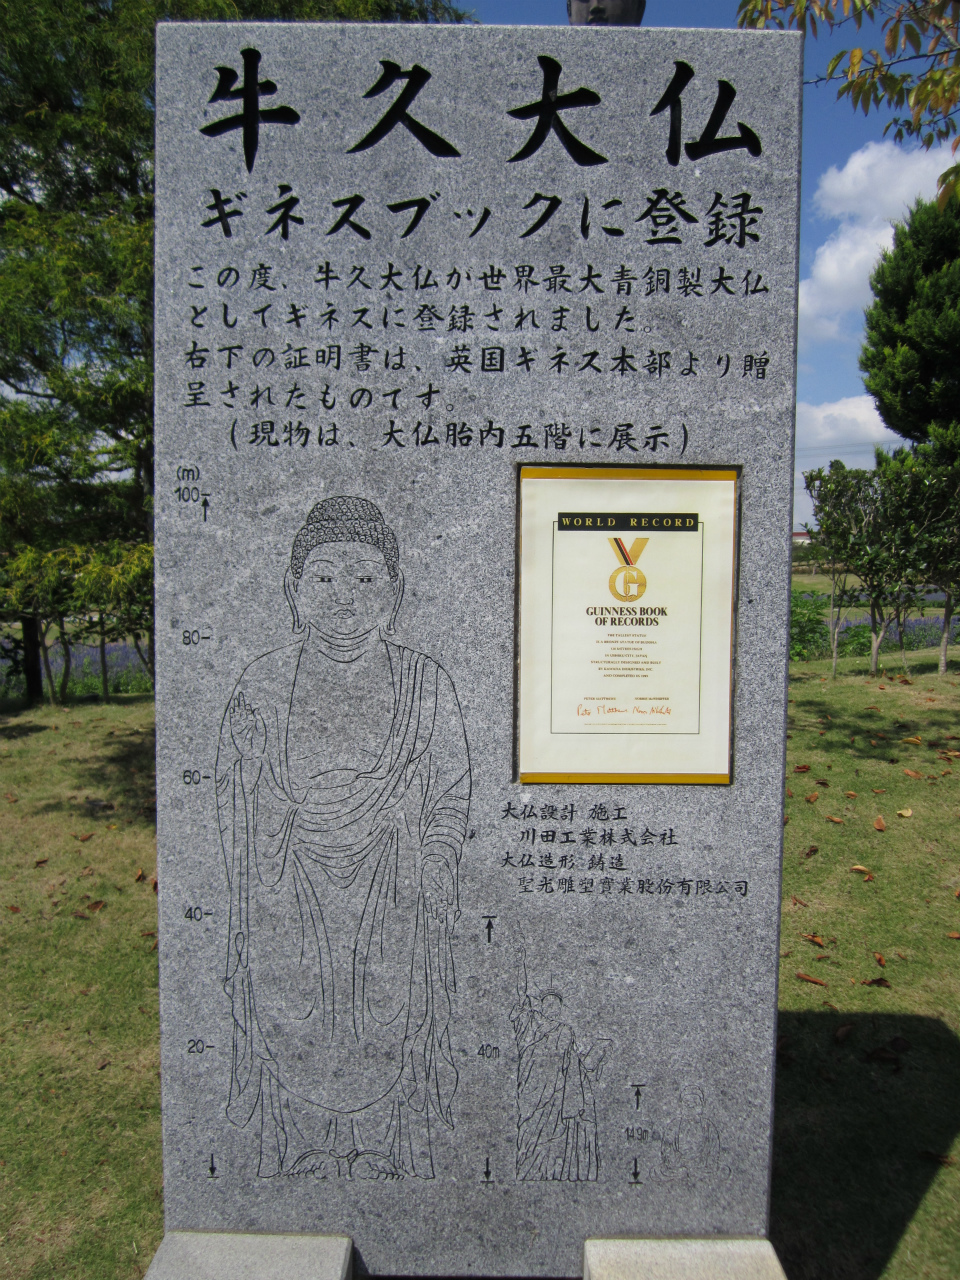 牛久大仏
ギネスブックに登録
この度、牛久大仏が世界最大青銅製大仏
としてギネスに登録されました。
右下の証明書は、英国ギネス本部より贈
呈されたものてす。
(現物は、大仏胎内五階に展示)
(m)
100
80
60
40
20
WORLD RECORD
G
GUINNESS BOOK
OF RECORDS
THE TALLEST STATUE
大仏設計 施工
川田工業株式会社
大仏造形 鋳造
聖光雕塑實業股份有限公司
40m
14.9m